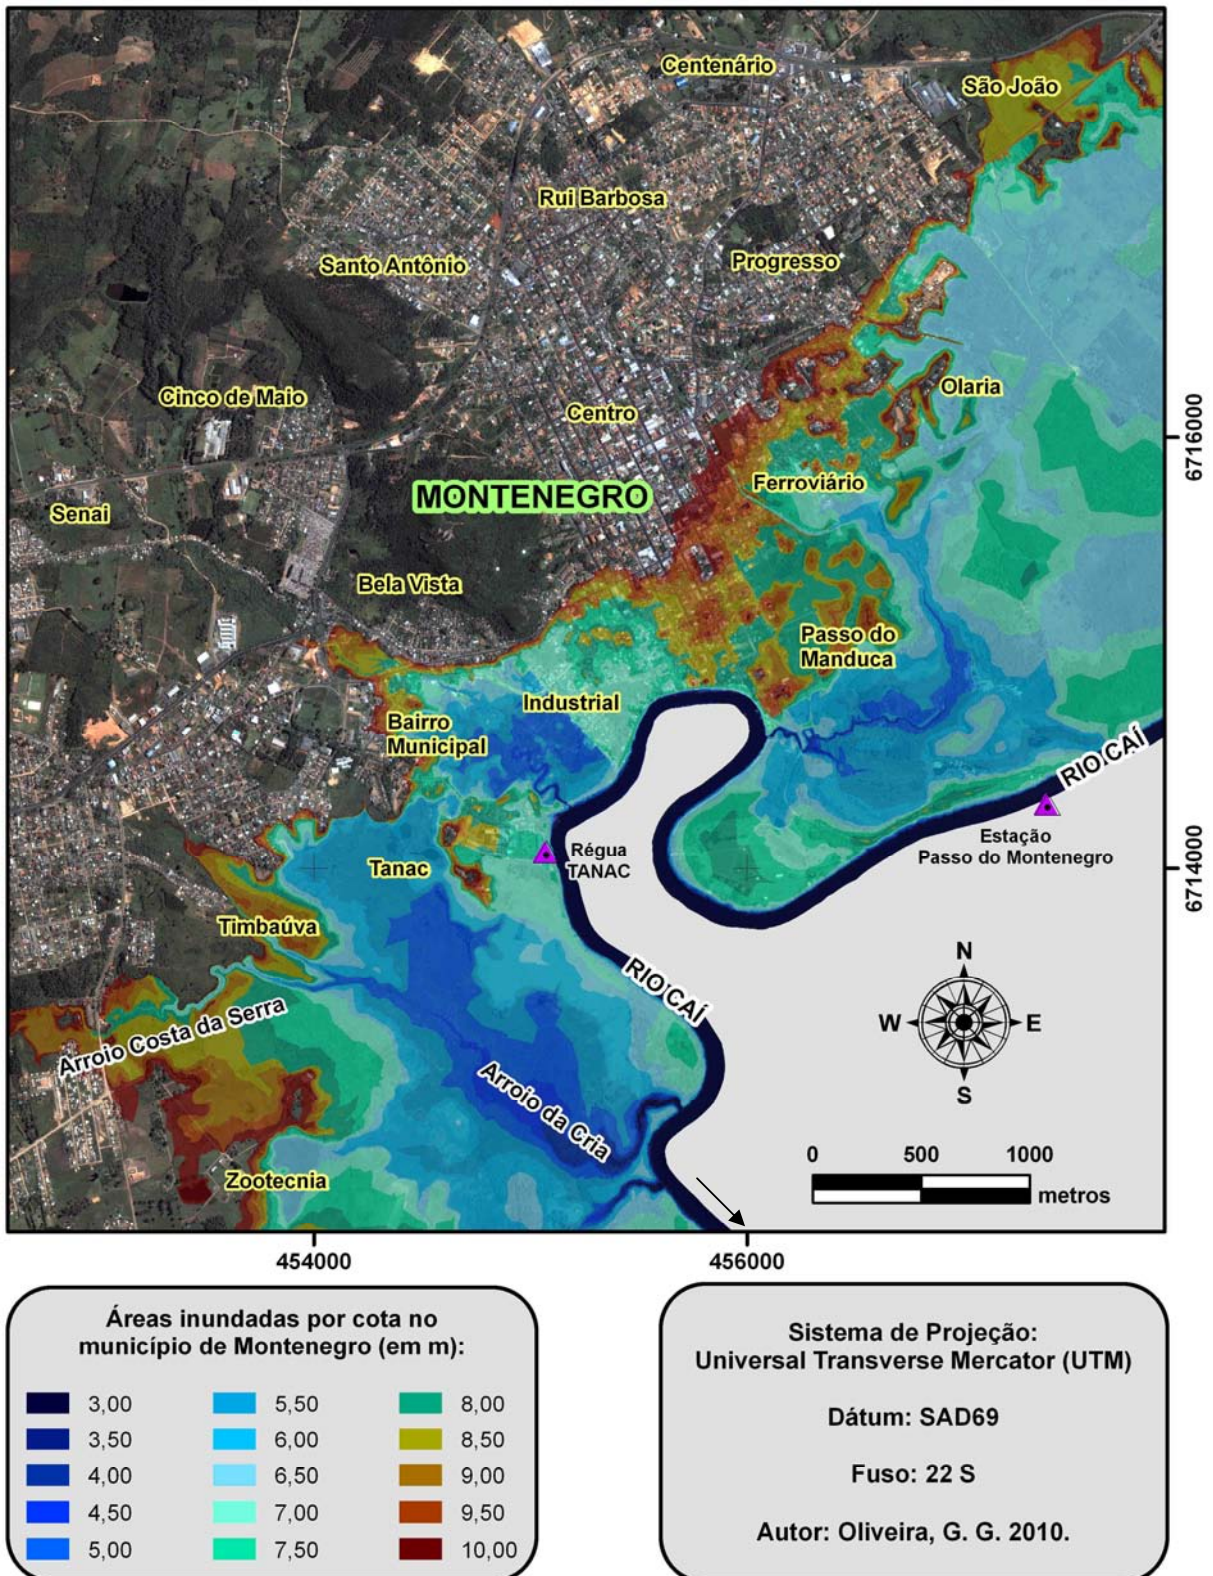 Centenário
São João
Rui Barbosa
Santo Antônio
Progresso
Cinco de Maio
Centro
Olaria
6716000
MONTENEGRO
Ferroviário
Senai
Bela Vista
Passo do
Manduca
Industrial
Bairro
Municipal
RIO CAÍ
Estação
Passo do Montenegro
Régua
TANAC
Tanac
6714000
Timbaúva
RIO CAÍ
N
W
E
S
Arroio Costa da Serra
Arroio da Cria
Zootecnia
0 500 1000
metros
454000
456000
Áreas inundadas por cota no
município de Montenegro (em m):
3,00 5,50 8,00
3,50 6,00 8,50
4,00 6,50 9,00
4,50 7,00 9,50
5,00 7,50 10,00
Sistema de Projeção:
Universal Transverse Mercator (UTM)
Dátum: SAD69
Fuso: 22 S
Autor: Oliveira, G. G. 2010.